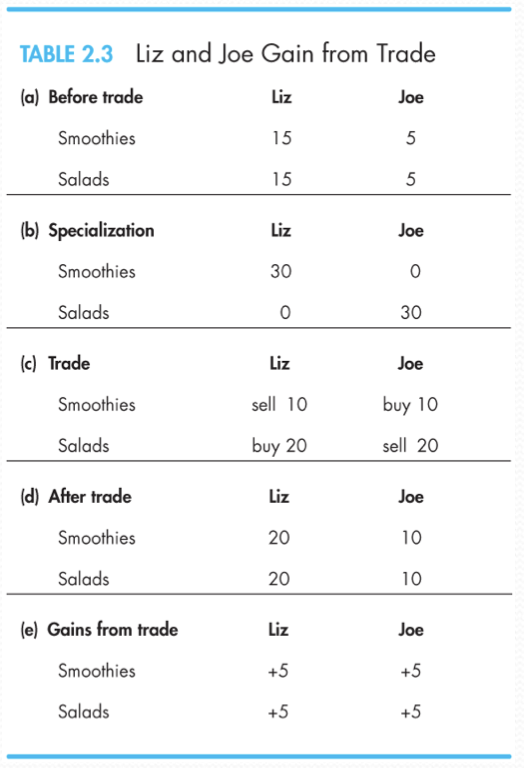 TABLE 2.3 Liz and Joe Gain from Trade
(a) Before trade Liz Joe
Smoothies 15 5
Salads 15 5
(b) Specialization Liz Joe
Smoothies 30 0
Salads 0 30
(c) Trade Liz Joe
Smoothies sell 10 buy 10
Salads buy 20 sell 20
(d) After trade Liz Joe
Smoothies 20 10
Salads 20 10
(e) Gains from trade Liz Joe
Smoothies +5 +5
Salads +5 +5